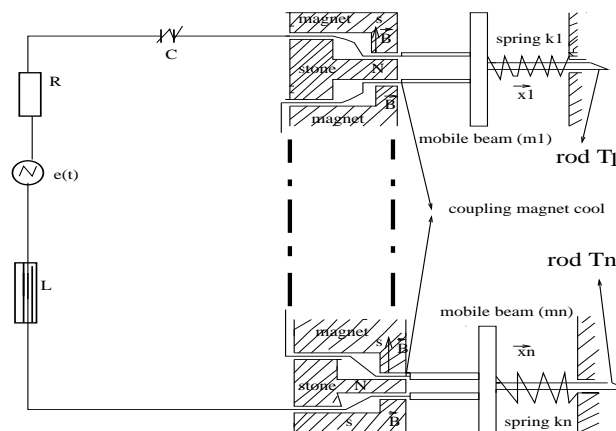 magnet
s
B
spring k1
C
R
stone
N
x1
B
magnet
mobile beam (m1)
rod T1
e(t)
coupling magnet cool
rod Tn
L
mobile beam (mn)
magnet
s
B
xn
stone
N
B
s
spring kn